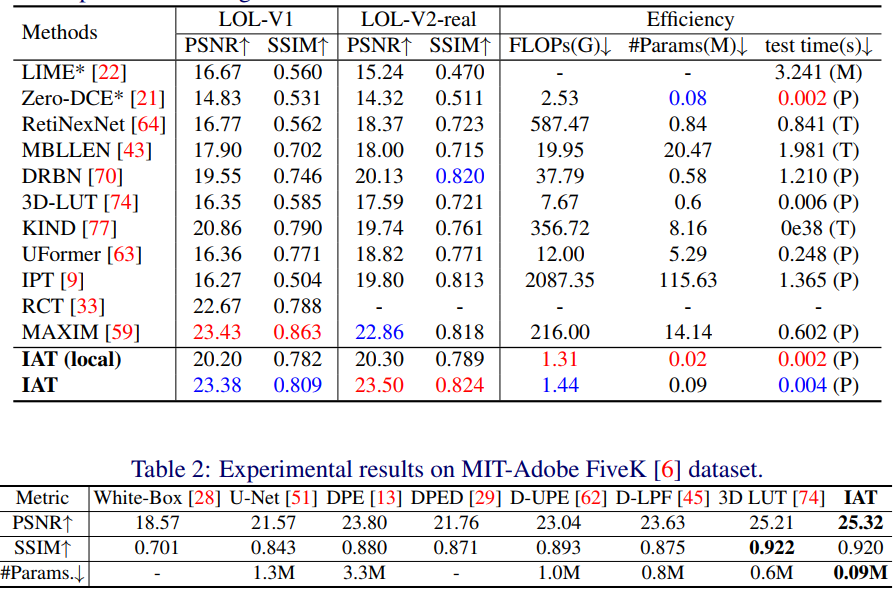 Methods LOL-V1 LOL-V2-real Efficiency
PSNR↑ SSIM↑ PSNR↑ SSIM↑ FLOPs(G)↓ #Params(M)↓ test time(s)↓
LIME* [22] 16.67 0.560 15.24 0.470 - - 3.241 (M)
Zero-DCE* [21] 14.83 0.531 14.32 0.511 2.53 0.08 0.002 (P)
RetiNexNet [64] 16.77 0.562 18.37 0.723 587.47 0.84 0.841 (T)
MBLLEN [43] 17.90 0.702 18.00 0.715 19.95 20.47 1.981 (T)
DRBN [70] 19.55 0.746 20.13 0.820 37.79 0.58 1.210 (P)
3D-LUT [74] 16.35 0.585 17.59 0.721 7.67 0.6 0.006 (P)
KIND [77] 20.86 0.790 19.74 0.761 356.72 8.16 0e38 (T)
UFormer [63] 16.36 0.771 18.82 0.771 12.00 5.29 0.248 (P)
IPT [9] 16.27 0.504 19.80 0.813 2087.35 115.63 1.365 (P)
RCT [33] 22.67 0.788 - - - - -
MAXIM [59] 23.43 0.863 22.86 0.818 216.00 14.14 0.602 (P)
IAT (local) 20.20 0.782 20.30 0.789 1.31 0.02 0.002 (P)
IAT 23.38 0.809 23.50 0.824 1.44 0.09 0.004 (P)
Table 2: Experimental results on MIT-Adobe FiveK [6] dataset.
Metric White-Box [28] U-Net [51] DPE [13] DPED [29] D-UPE [62] D-LPF [45] 3D LUT [74] IAT
PSNR↑ 18.57 21.57 23.80 21.76 23.04 23.63 25.21 25.32
SSIM↑ 0.701 0.843 0.880 0.871 0.893 0.875 0.922 0.920
#Params.↓ - 1.3M 3.3M - 1.0M 0.8M 0.6M 0.09M